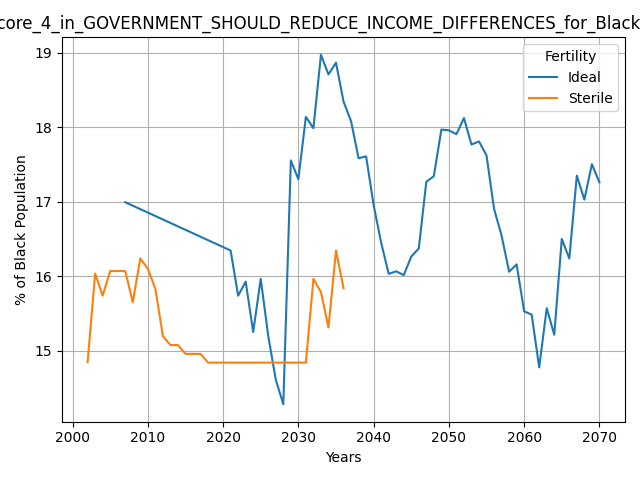 core_4_in_GOVERNMENT_SHOULD_REDUCE_INCOME_DIFFERENCES_for_Black
Fertility
Ideal
Sterile
% of Black Population
19
18
17
16
15
2000 2010 2020 2030 2040 2050 2060 2070
Years